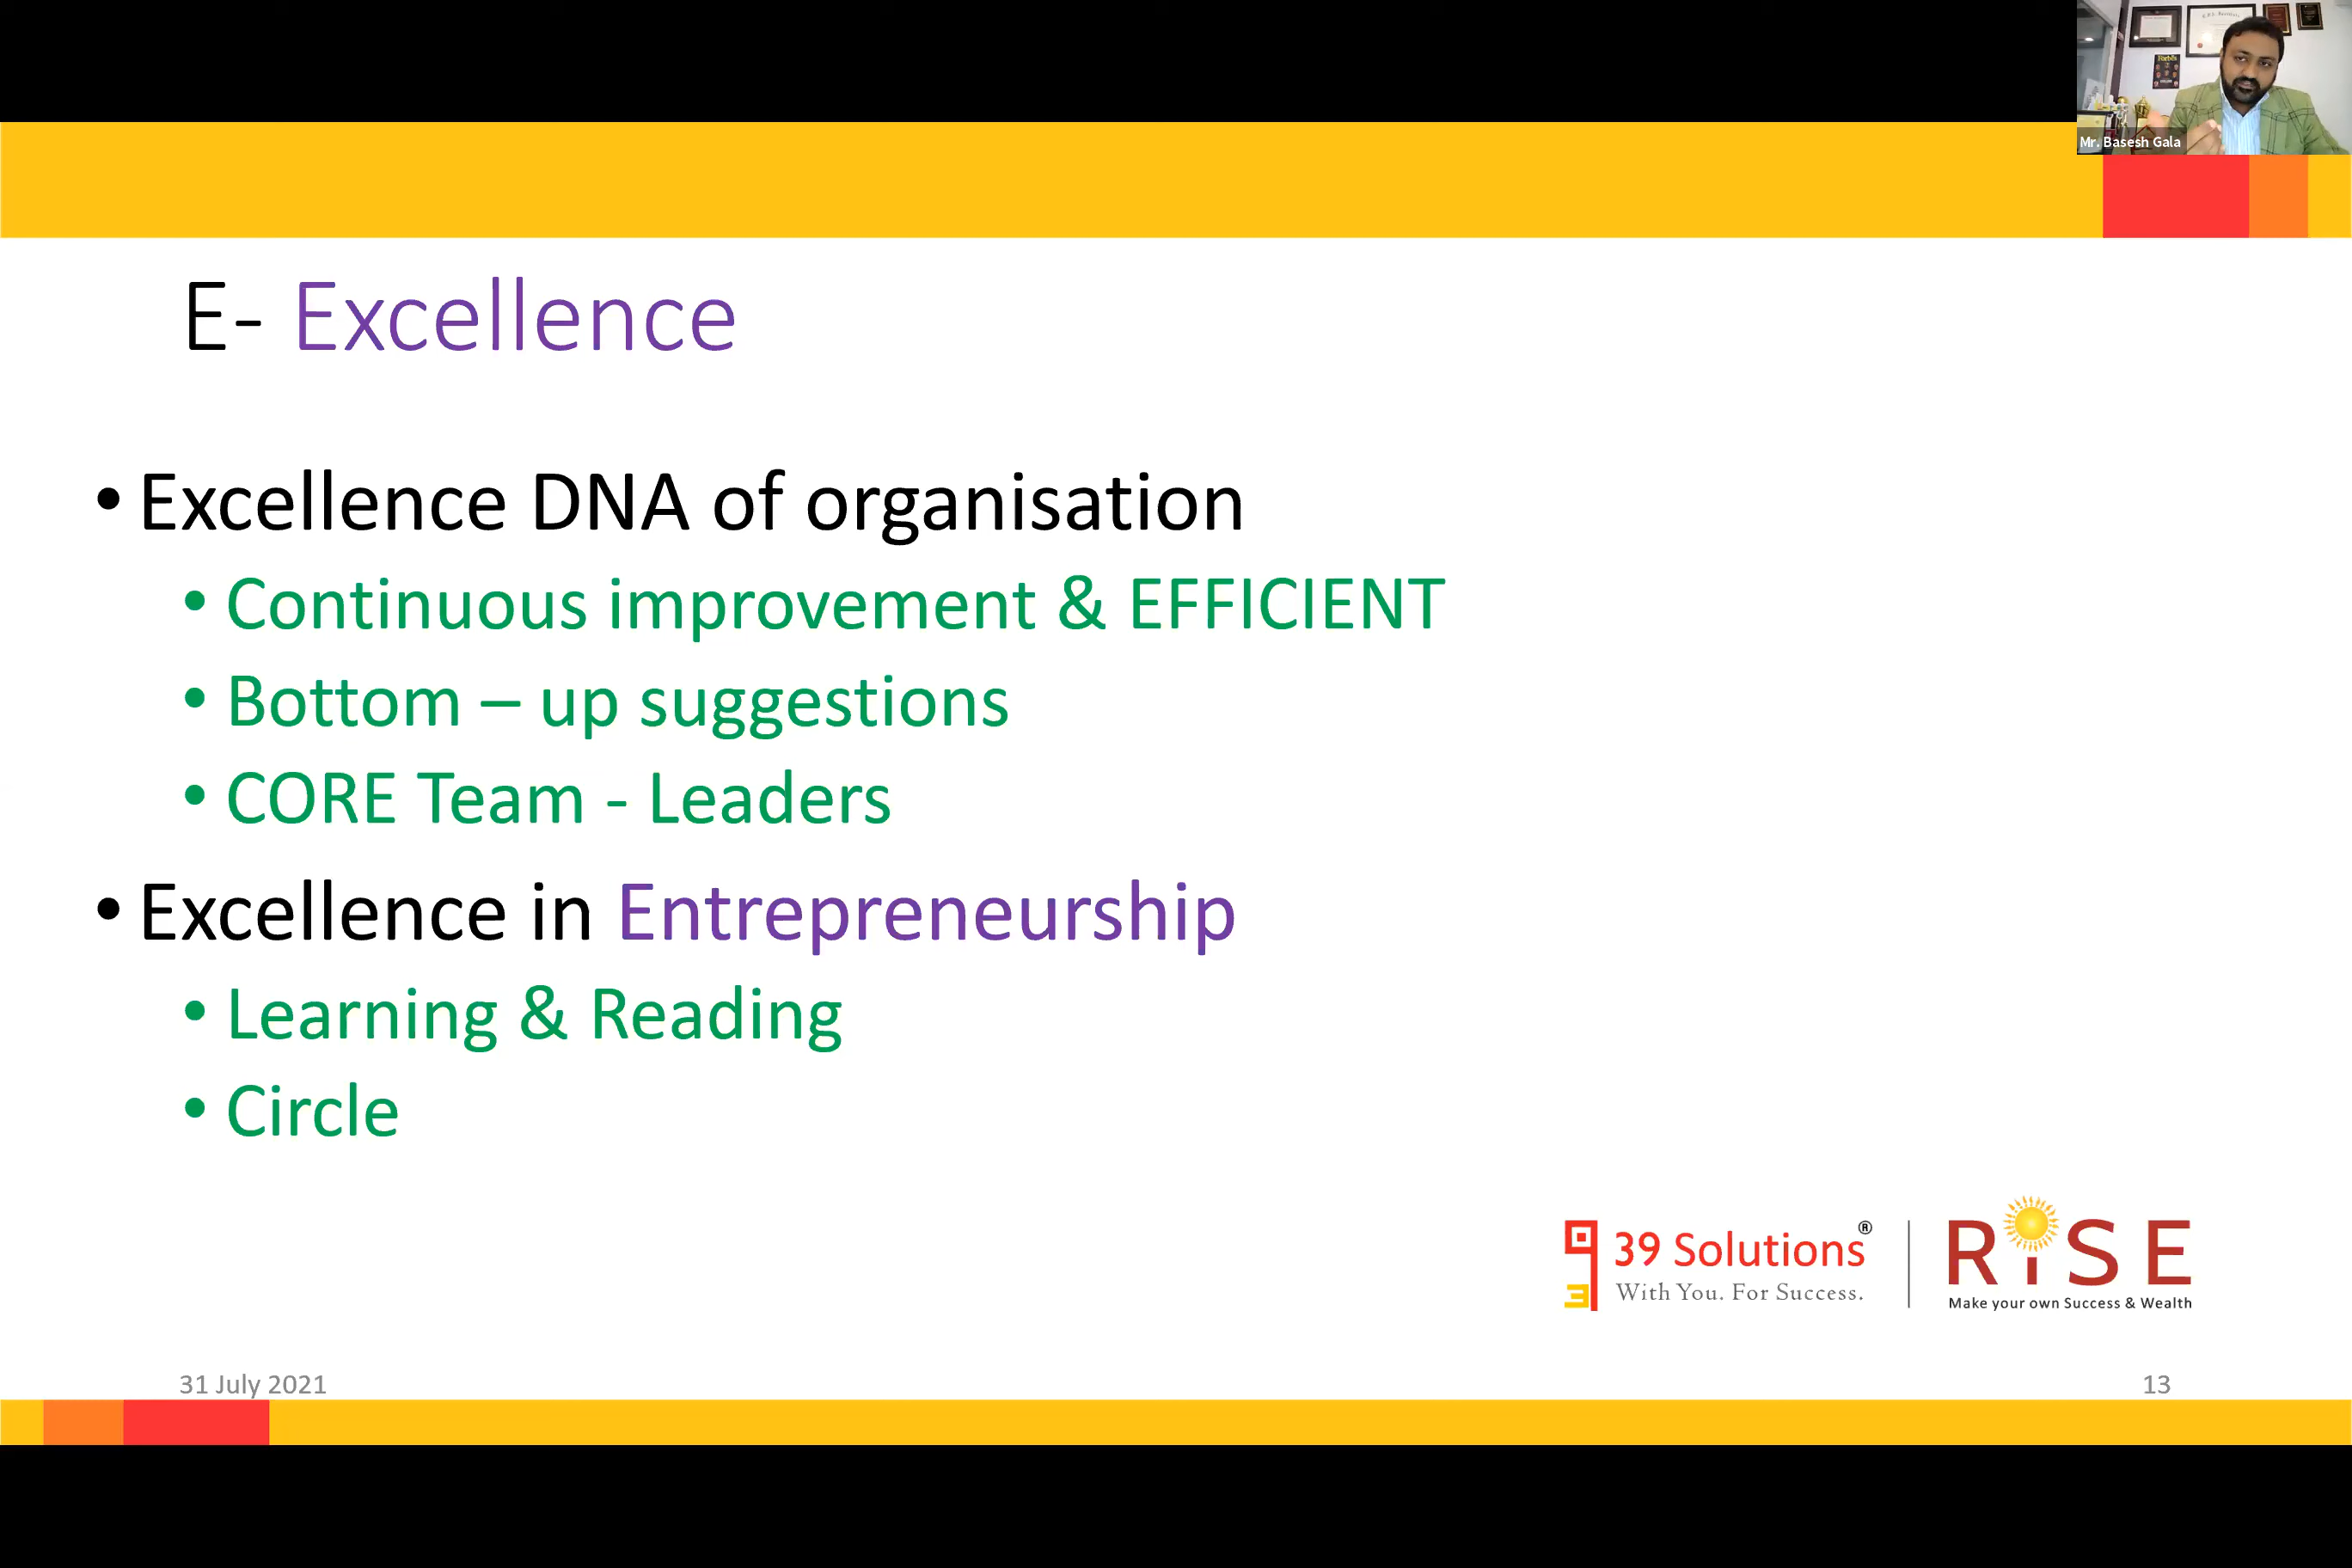 Forbes
Mr. Basesh Gala
E- Excellence
• Excellence DNA of organisation
• Continuous improvement & EFFICIENT
• Bottom – up suggestions
• CORE Team - Leaders
• Excellence in Entrepreneurship
• Learning & Reading
• Circle
39 Solutions®
With You. For Success.
RiSE
Make your own Success & Wealth
31 July 2021
13